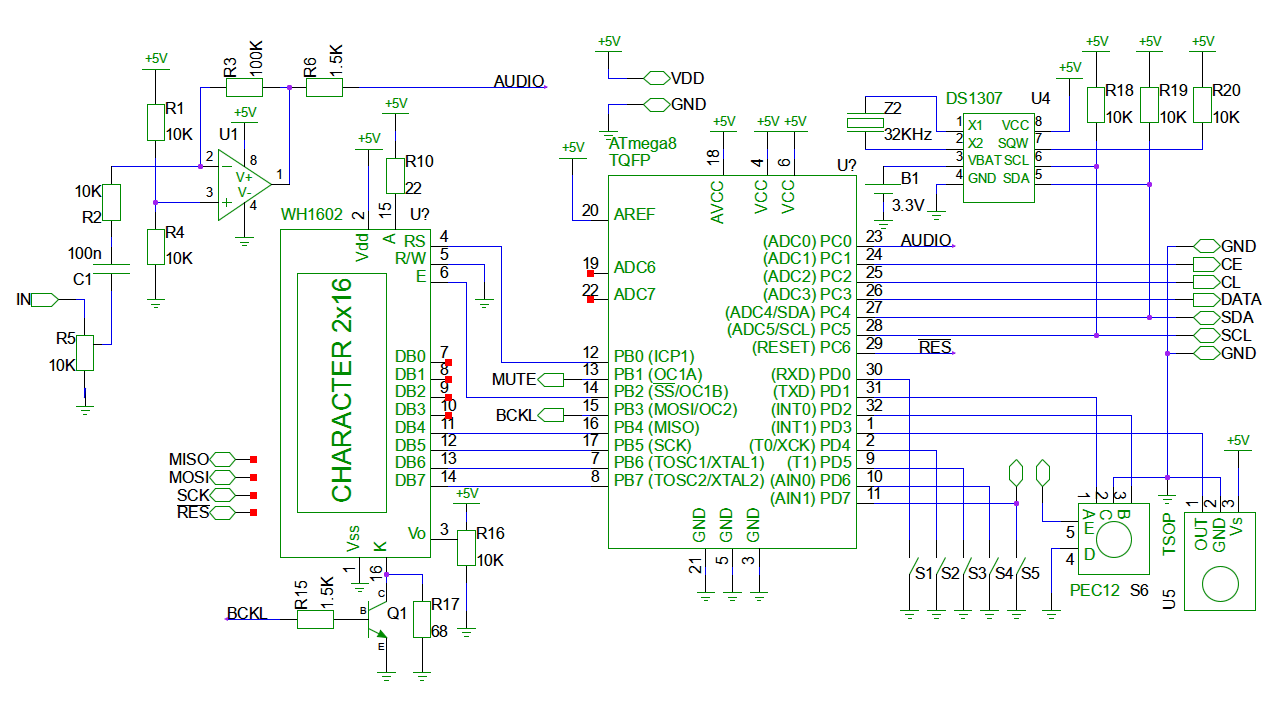 +5V
R3
100K
R6
1.5K
AUDIO
R1
10K
U1
+5V
2
8
V+
V-
3
4
1
10K
R2
100n
C1
IN
R5
10K
R4
10K
+5V
+5V
R10
22
WH1602
2
15
U?
Vdd
A
RS
4
R/W
5
E
6
CHARACTER 2x16
DB0
7
DB1
8
DB2
9
DB3
10
DB4
11
DB5
12
DB6
13
DB7
14
Vo
3
Vss
K
1
16
MISO
MOSI
SCK
RES
BCKL
R15
1.5K
C
B
E
Q1
R17
68
+5V
R16
10K
+5V
VDD
GND
+5V
ATmega8
TQFP
+5V
+5V
+5V
18
4
6
U?
AVCC
VCC
VCC
20
AREF
19
ADC6
22
ADC7
12
PB0 (ICP1)
MUTE
13
PB1 (OC1A)
14
PB2 (SS/OC1B)
BCKL
15
PB3 (MOSI/OC2)
16
PB4 (MISO)
17
PB5 (SCK)
7
PB6 (TOSC1/XTAL1)
8
PB7 (TOSC2/XTAL2)
(ADC0) PC0
23
AUDIO
(ADC1) PC1
24
(ADC2) PC2
25
(ADC3) PC3
26
(ADC4/SDA) PC4
27
(ADC5/SCL) PC5
28
(RESET) PC6
29
RES
(RXD) PD0
30
(TXD) PD1
31
(INT0) PD2
32
(INT1) PD3
1
(T0/XCK) PD4
2
(T1) PD5
9
(AIN0) PD6
10
(AIN1) PD7
11
GND
GND
GND
21
5
3
Z2
32KHz
DS1307
U4
1
X1
VCC
8
2
X2
SQW
7
3
VBAT
SCL
6
4
GND
SDA
5
B1
3.3V
+5V
+5V
+5V
+5V
R18
10K
R19
10K
R20
10K
GND
CE
CL
DATA
SDA
SCL
GND
S1
S2
S3
S4
S5
1
2
3
A
C
B
5
E
4
D
PEC12
S6
+5V
TSOP
U5
1
2
3
OUT
GND
Vs